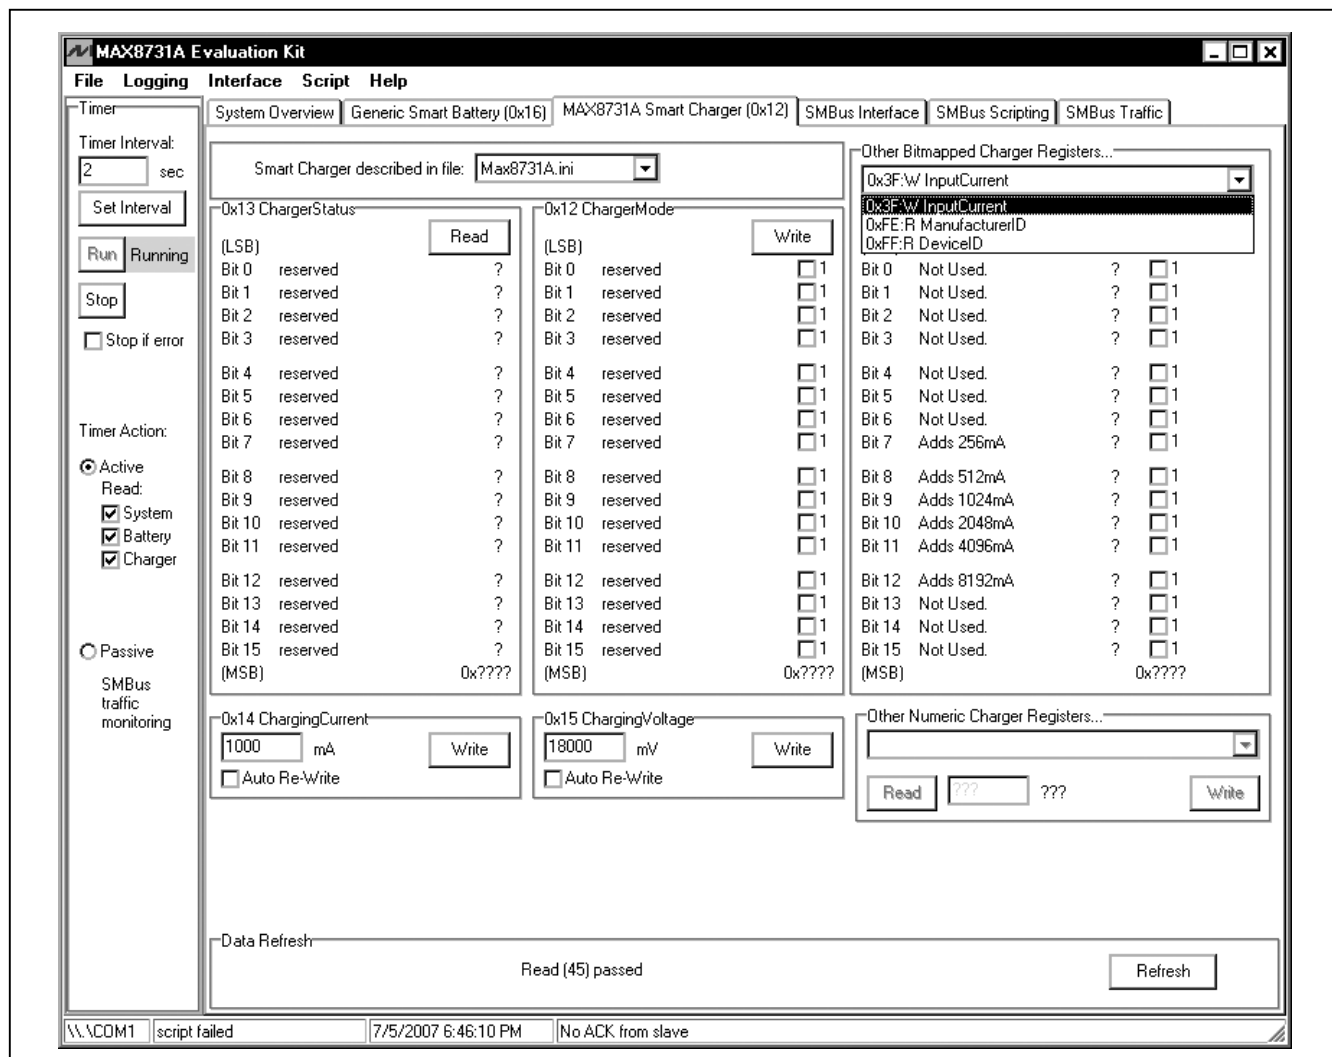 MAX8731A Evaluation Kit
File Logging Interface Script Help
Timer
Timer Interval:
2 sec
Set Interval
Run Running
Stop
Stop if error
Timer Action:
Active
Read:
System
Battery
Charger
Passive
SMBus
traffic
monitoring
System Overview Generic Smart Battery (0x16) MAX8731A Smart Charger (0x12) SMBus Interface SMBus Scripting SMBus Traffic
Smart Charger described in file: Max8731A.ini
0x13 ChargerStatus
Read
(LSB)
Bit 0 reserved ?
Bit 1 reserved ?
Bit 2 reserved ?
Bit 3 reserved ?
Bit 4 reserved ?
Bit 5 reserved ?
Bit 6 reserved ?
Bit 7 reserved ?
Bit 8 reserved ?
Bit 9 reserved ?
Bit 10 reserved ?
Bit 11 reserved ?
Bit 12 reserved ?
Bit 13 reserved ?
Bit 14 reserved ?
Bit 15 reserved ?
(MSB) 0x????
0x12 ChargerMode
Write
(LSB)
Bit 0 reserved 1
Bit 1 reserved 1
Bit 2 reserved 1
Bit 3 reserved 1
Bit 4 reserved 1
Bit 5 reserved 1
Bit 6 reserved 1
Bit 7 reserved 1
Bit 8 reserved 1
Bit 9 reserved 1
Bit 10 reserved 1
Bit 11 reserved 1
Bit 12 reserved 1
Bit 13 reserved 1
Bit 14 reserved 1
Bit 15 reserved 1
(MSB) 0x????
Other Bitmapped Charger Registers...
0x3F:W InputCurrent
0x3F:W InputCurrent
0xFE:R ManufacturerID
0xFF:R DeviceID
Bit 0 Not Used. ? 1
Bit 1 Not Used. ? 1
Bit 2 Not Used. ? 1
Bit 3 Not Used. ? 1
Bit 4 Not Used. ? 1
Bit 5 Not Used. ? 1
Bit 6 Not Used. ? 1
Bit 7 Adds 256mA ? 1
Bit 8 Adds 512mA ? 1
Bit 9 Adds 1024mA ? 1
Bit 10 Adds 2048mA ? 1
Bit 11 Adds 4096mA ? 1
Bit 12 Adds 8192mA ? 1
Bit 13 Not Used. ? 1
Bit 14 Not Used. ? 1
Bit 15 Not Used. ? 1
(MSB) 0x????
0x14 ChargingCurrent
1000 mA Write
Auto Re-Write
0x15 ChargingVoltage
18000 mV Write
Auto Re-Write
Other Numeric Charger Registers...
Read ??? ??? Write
Data Refresh
Read (45) passed
Refresh
\\.\COM1 script failed 7/5/2007 6:46:10 PM No ACK from slave